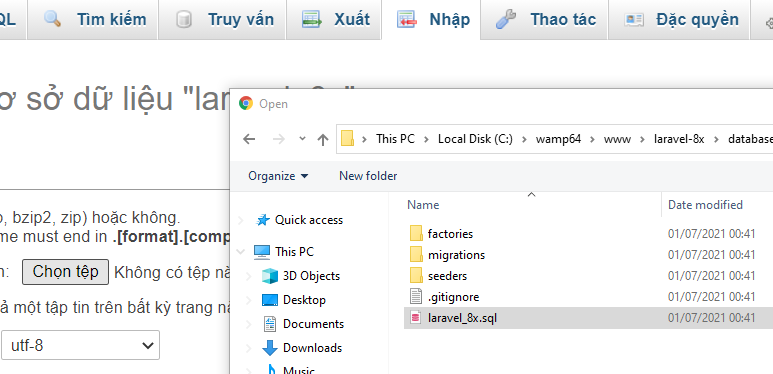 QL Tìm kiếm Truy vấn Xuất Nhập Thao tác Đặc quyền
ơ sở dữ liệu "lar
, bzip2, zip) hoặc không.
me must end in .[format].[comp
Chọn tệp Không có tệp nà
ả một tập tin trên bất kỳ trang nà
utf-8
Open
This PC Local Disk (C:) wamp64 www laravel-8x database
Organize New folder
Name Date modified
Quick access
This PC
3D Objects
Desktop
Documents
Downloads
Music
factories 01/07/2021 00:41
migrations 01/07/2021 00:41
seeders 01/07/2021 00:41
.gitignore 01/07/2021 00:41
laravel_8x.sql 01/07/2021 00:41